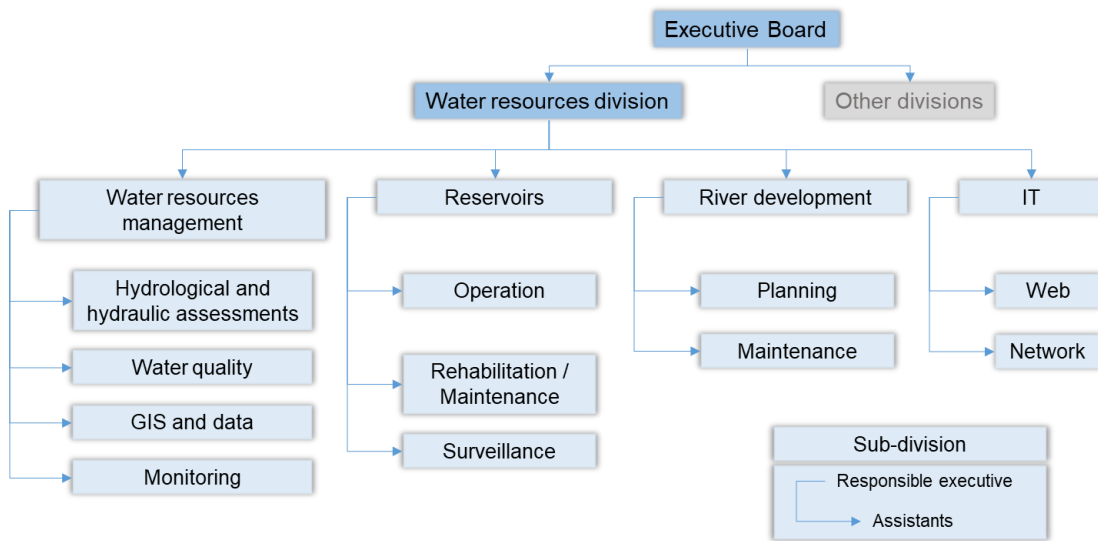 Executive Board
Water resources division
Other divisions
Water resources
management
Reservoirs
River development
IT
Hydrological and
hydraulic assessments
Operation
Planning
Web
Water quality
Rehabilitation /
Maintenance
Maintenance
Network
GIS and data
Surveillance
Monitoring
Sub-division
Responsible executive
Assistants